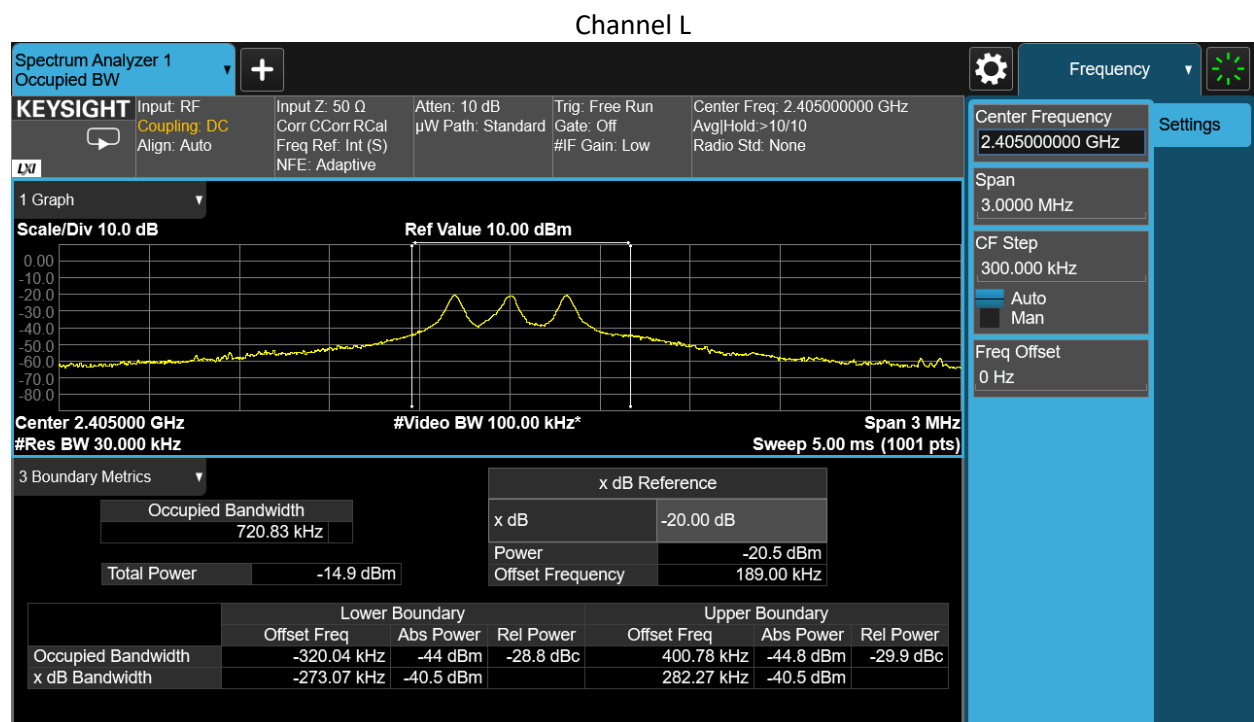 Channel L
Spectrum Analyzer 1
Occupied BW
+
Frequency
KEYSIGHT
LXI
Input: RF
Coupling: DC
Align: Auto
Input Z: 50 Ω
Corr CCorr RCal
Freq Ref: Int (S)
NFE: Adaptive
Atten: 10 dB
µW Path: Standard
Trig: Free Run
Gate: Off
#IF Gain: Low
Center Freq: 2.405000000 GHz
Avg|Hold:>10/10
Radio Std: None
Center Frequency
2.405000000 GHz
Settings
Span
3.0000 MHz
CF Step
300.000 kHz
Auto
Man
Freq Offset
0 Hz
1 Graph
Scale/Div 10.0 dB Ref Value 10.00 dBm
0.00
-10.0
-20.0
-30.0
-40.0
-50.0
-60.0
-70.0
-80.0
Center 2.405000 GHz #Video BW 100.00 kHz* Span 3 MHz
#Res BW 30.000 kHz Sweep 5.00 ms (1001 pts)
3 Boundary Metrics
Occupied Bandwidth
720.83 kHz
Total Power -14.9 dBm
x dB Reference
x dB -20.00 dB
Power -20.5 dBm
Offset Frequency 189.00 kHz
Lower Boundary Upper Boundary
Offset Freq Abs Power Rel Power Offset Freq Abs Power Rel Power
Occupied Bandwidth -320.04 kHz -44 dBm -28.8 dBc 400.78 kHz -44.8 dBm -29.9 dBc
x dB Bandwidth -273.07 kHz -40.5 dBm 282.27 kHz -40.5 dBm